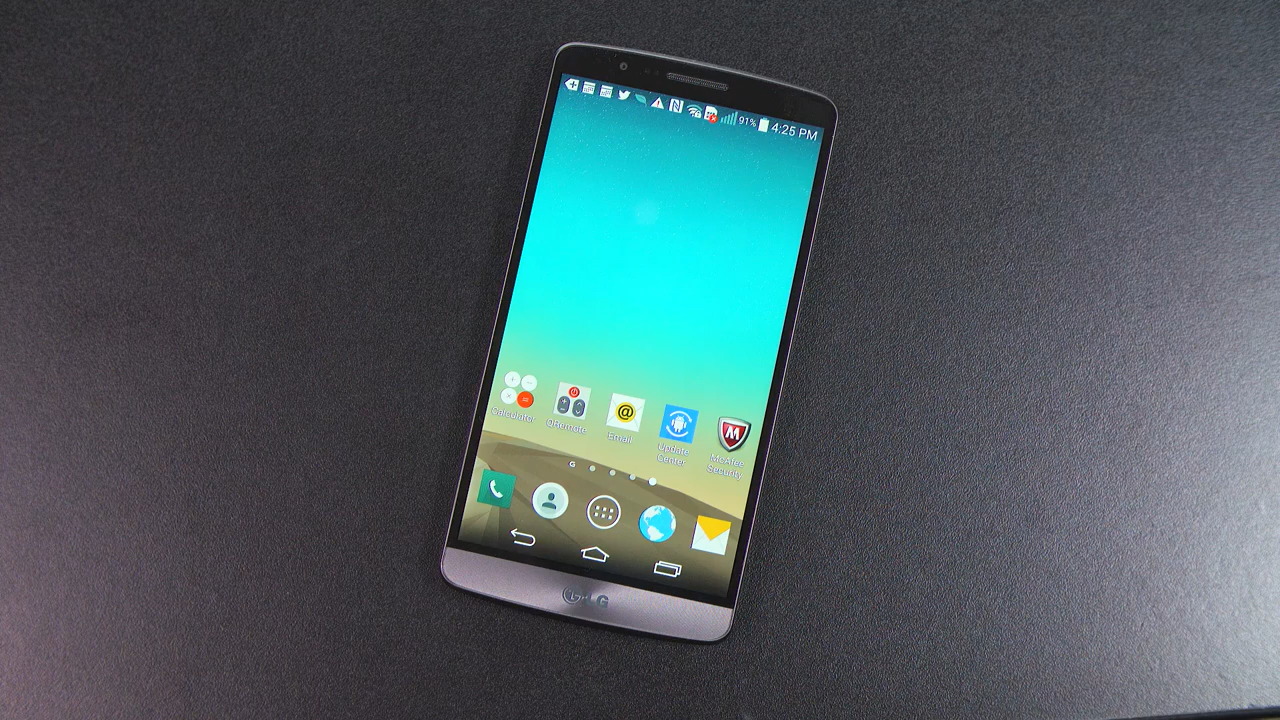 91% 4:25 PM
Calculator
QRemote
Email
Update
Center
McAfee
Security
G
LG